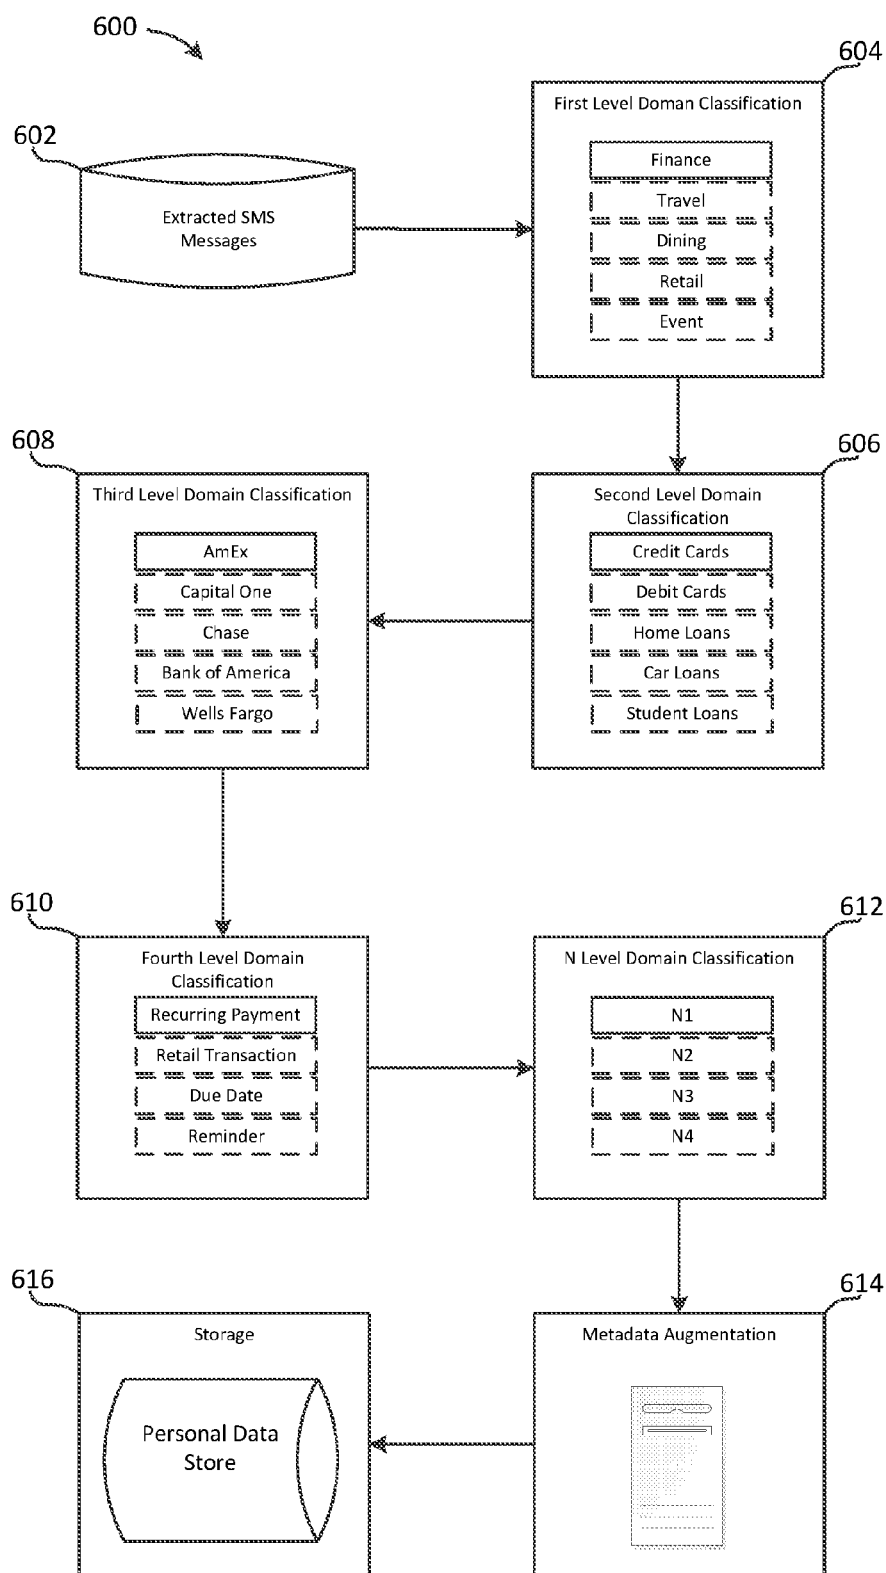 600
602
Extracted SMS
Messages
604
First Level Doman Classification
Finance
Travel
Dining
Retail
Event
606
Second Level Domain
Classification
Credit Cards
Debit Cards
Home Loans
Car Loans
Student Loans
608
Third Level Domain Classification
AmEx
Capital One
Chase
Bank of America
Wells Fargo
610
Fourth Level Domain
Classification
Recurring Payment
Retail Transaction
Due Date
Reminder
612
N Level Domain Classification
N1
N2
N3
N4
614
Metadata Augmentation
616
Storage
Personal Data
Store